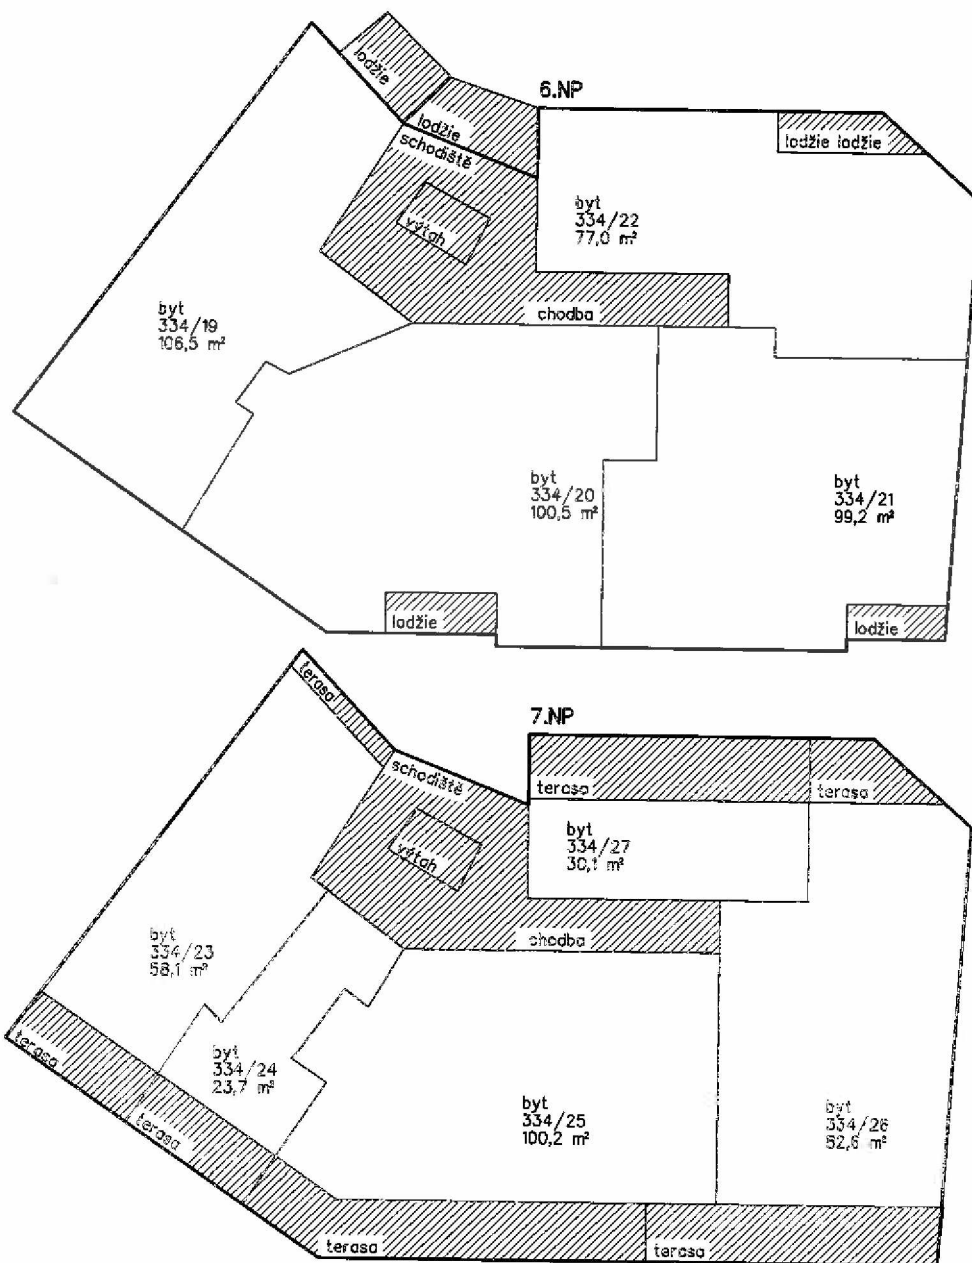 lodžie
6.NP
lodžie
schodiště
lodžie lodžie
výtah
byt
334/22
77,0 m²
chodba
byt
334/19
106,5 m²
byt
334/20
100,5 m²
byt
334/21
99,2 m²
lodžie
lodžie
terasa
7.NP
schodiště
terasa
terasa
výtah
byt
334/27
30,1 m²
byt
334/23
58,1 m²
chodba
terasa
byt
334/24
23,7 m²
terasa
byt
334/25
100,2 m²
byt
334/26
62,6 m²
terasa
terasa